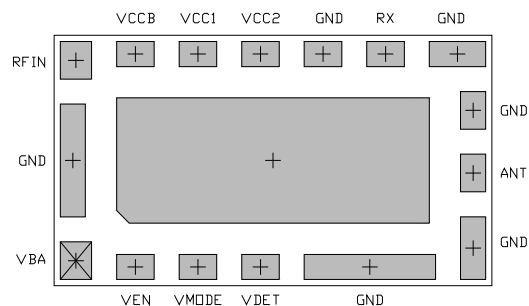 VCCB VCC1 VCC2 GND RX GND
RFIN
GND
GND
ANT
VBA
GND
VEN VMODE VDET GND